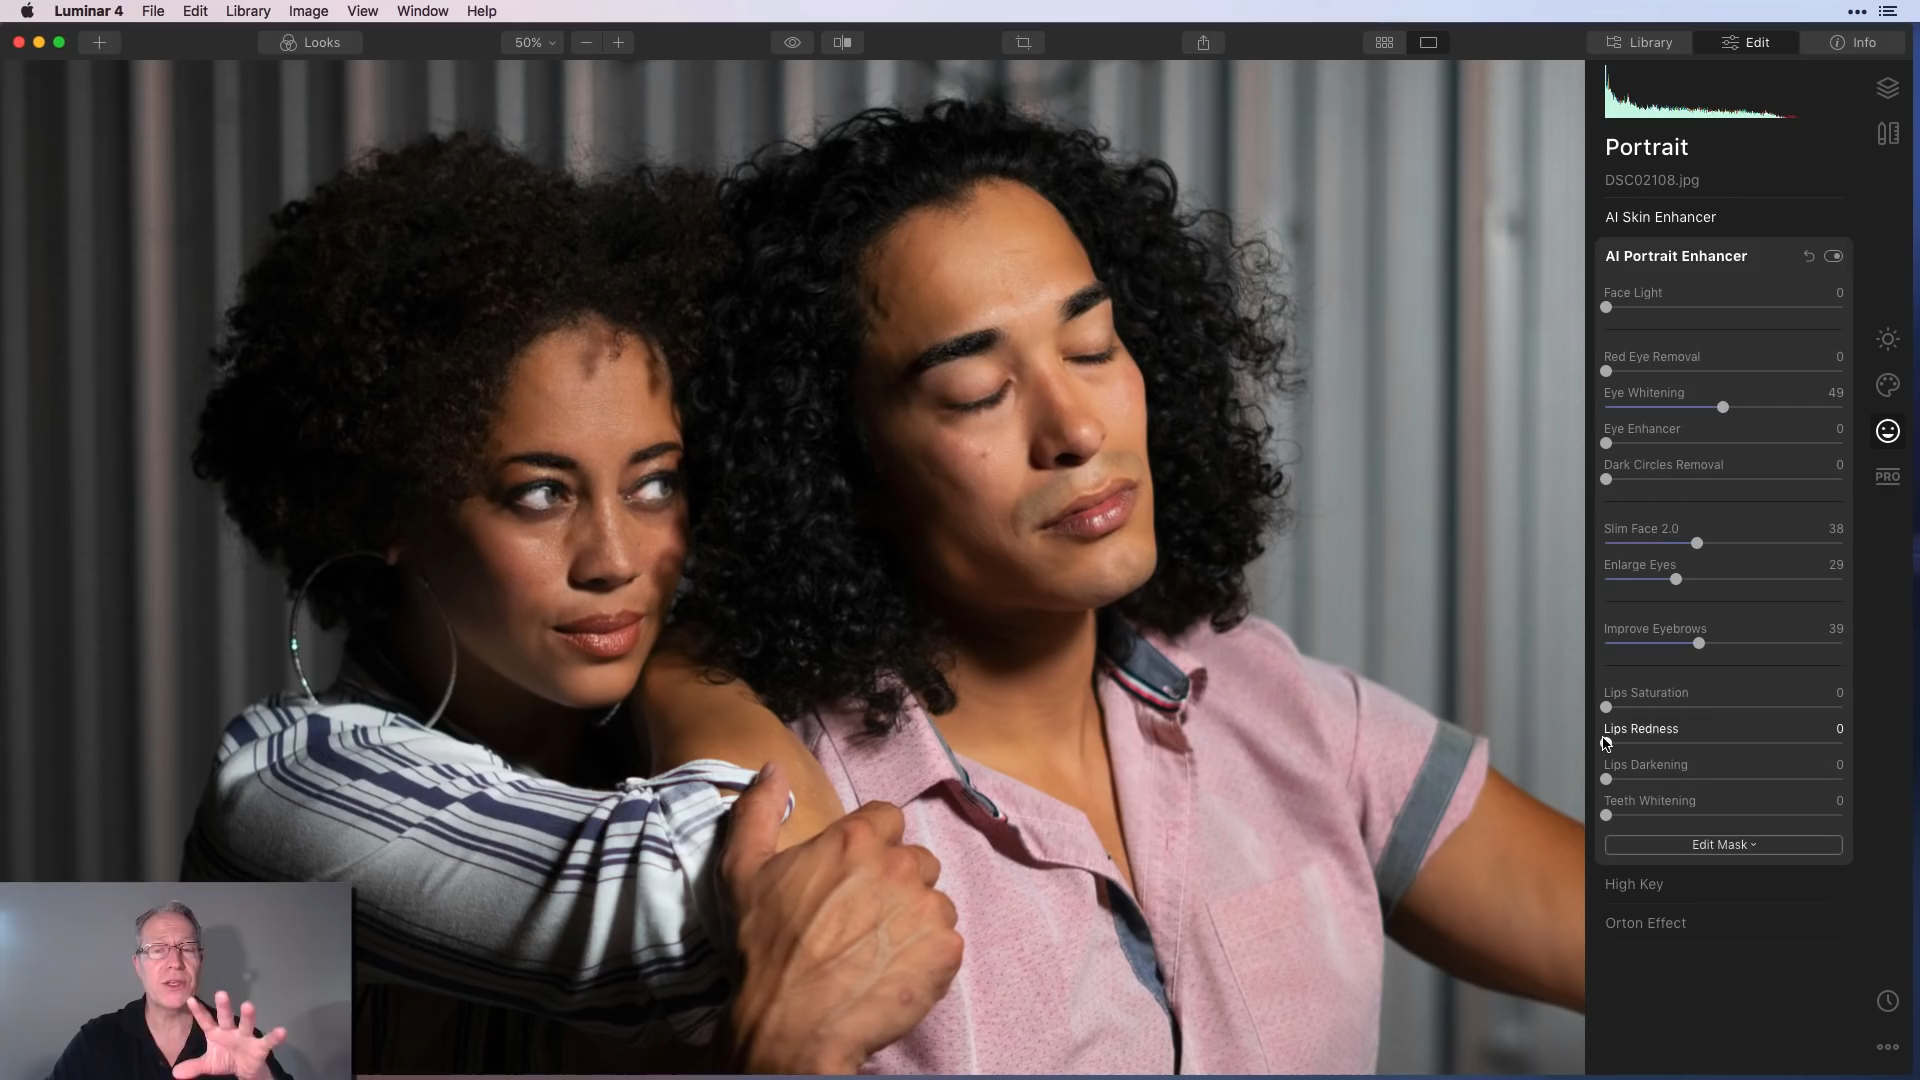 Luminar 4 File Edit Library Image View Window Help
Looks 50% Library Edit Info
Portrait
DSC02108.jpg
AI Skin Enhancer
AI Portrait Enhancer
Face Light 0
Red Eye Removal 0
Eye Whitening 49
Eye Enhancer 0
Dark Circles Removal 0
Slim Face 2.0 38
Enlarge Eyes 29
Improve Eyebrows 39
Lips Saturation 0
Lips Redness 0
Lips Darkening 0
Teeth Whitening 0
Edit Mask
High Key
Orton Effect
PRO